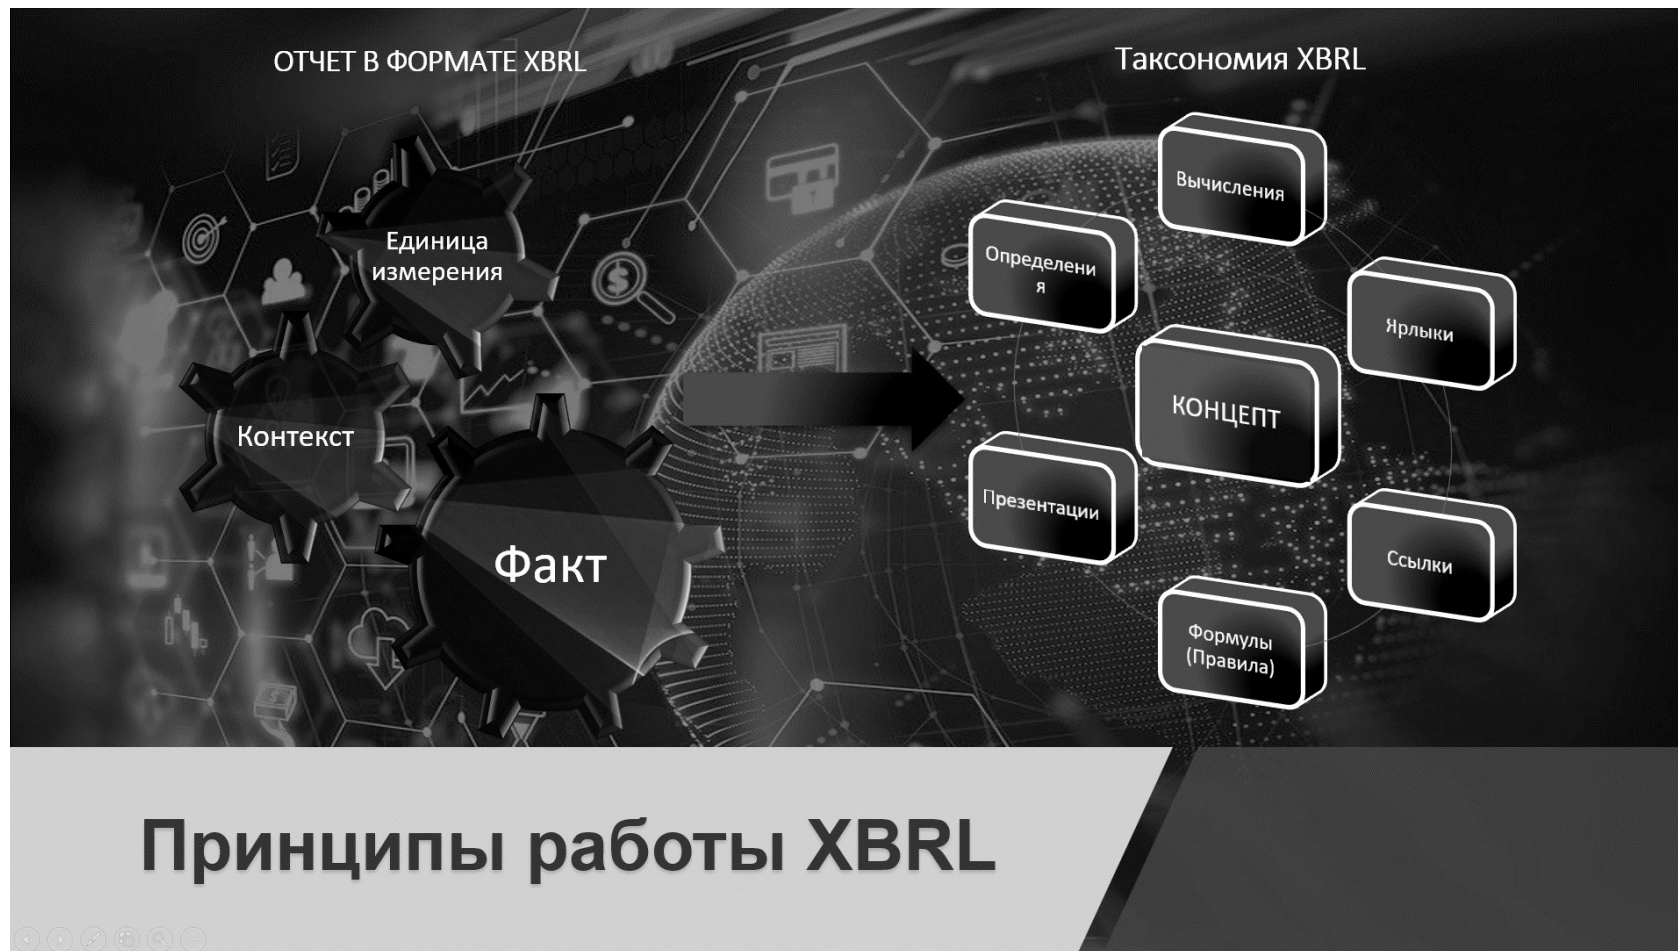 ОТЧЕТ В ФОРМАТЕ XBRL
Единица
измерения
Контекст
Факт
Таксономия XBRL
Вычисления
Определени
я
Ярлыки
КОНЦЕПТ
Презентации
Ссылки
Формулы
(Правила)
Принципы работы XBRL